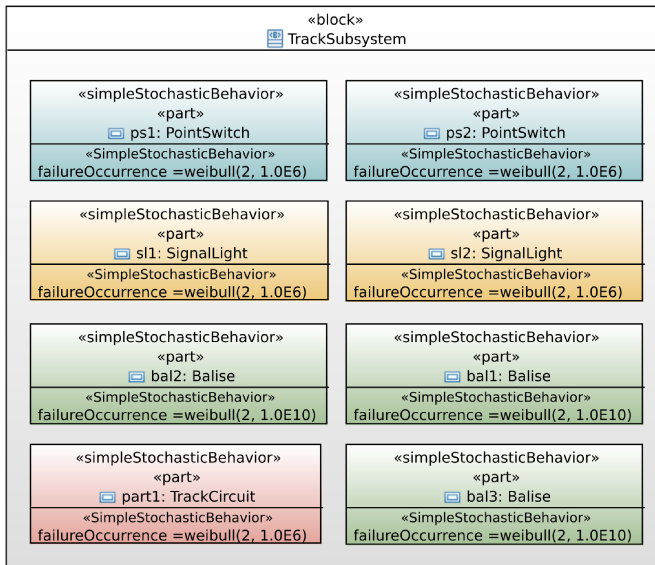 «block»
TrackSubsystem
«simpleStochasticBehavior»
«part»
ps1: PointSwitch
«SimpleStochasticBehavior»
failureOccurrence =weibull(2, 1.0E6)
«simpleStochasticBehavior»
«part»
ps2: PointSwitch
«SimpleStochasticBehavior»
failureOccurrence =weibull(2, 1.0E6)
«simpleStochasticBehavior»
«part»
sl1: SignalLight
«SimpleStochasticBehavior»
failureOccurrence =weibull(2, 1.0E6)
«simpleStochasticBehavior»
«part»
sl2: SignalLight
«SimpleStochasticBehavior»
failureOccurrence =weibull(2, 1.0E6)
«simpleStochasticBehavior»
«part»
bal2: Balise
«SimpleStochasticBehavior»
failureOccurrence =weibull(2, 1.0E10)
«simpleStochasticBehavior»
«part»
bal1: Balise
«SimpleStochasticBehavior»
failureOccurrence =weibull(2, 1.0E10)
«simpleStochasticBehavior»
«part»
part1: TrackCircuit
«SimpleStochasticBehavior»
failureOccurrence =weibull(2, 1.0E6)
«simpleStochasticBehavior»
«part»
bal3: Balise
«SimpleStochasticBehavior»
failureOccurrence =weibull(2, 1.0E10)